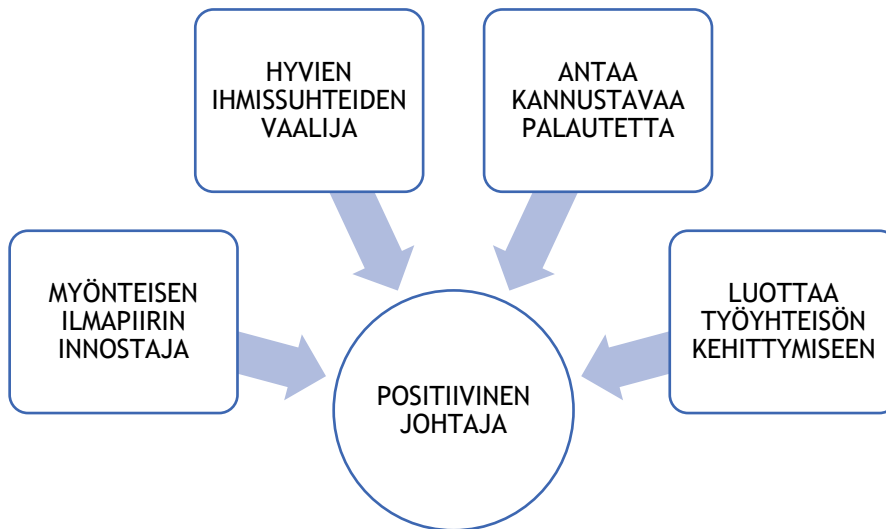 HYVIEN
IHMISSUHTEIDEN
VAALIJA
ANTAA
KANNUSTAVAA
PALAUTETTA
MYÖNTEISEN
ILMAPIIRIN
INNOSTAJA
LUOTTAA
TYÖYHTEISÖN
KEHITTYMISEEN
POSITIIVINEN
JOHTAJA